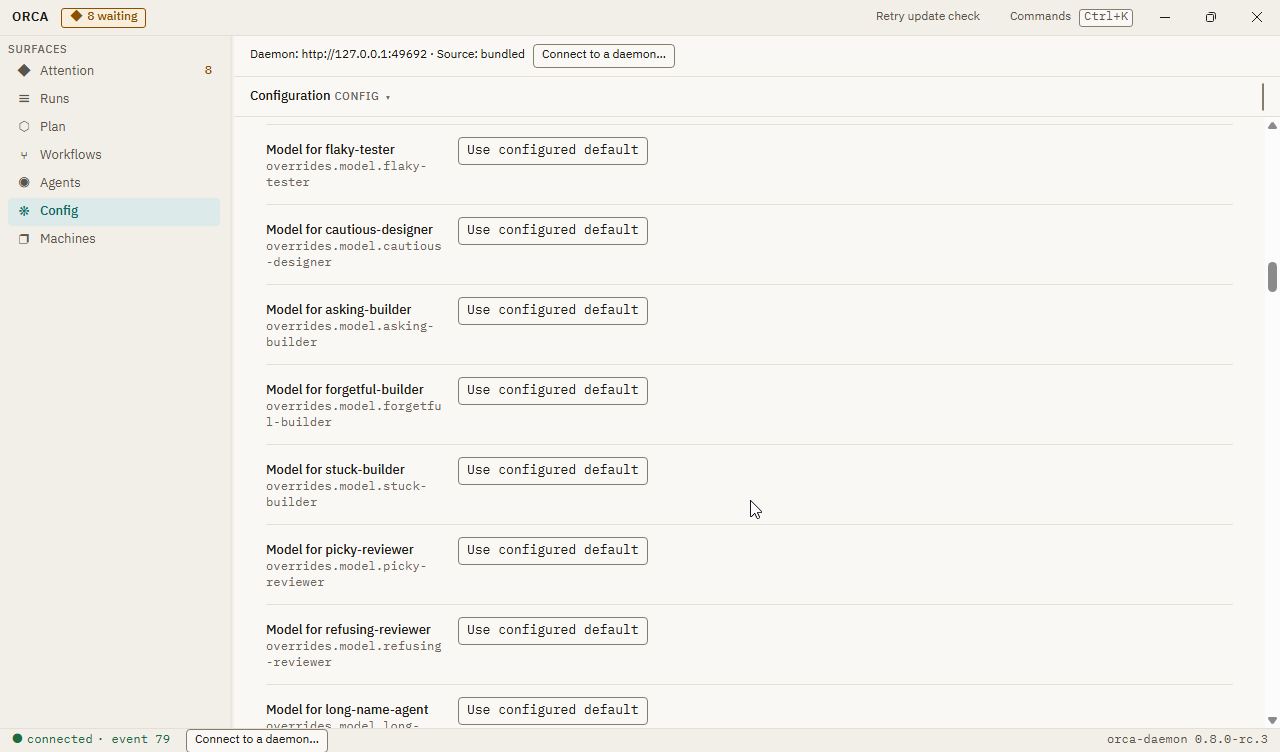 ORCA
8 waiting
Retry update check
Commands Ctrl+K
SURFACES
Attention 8
Runs
Plan
Workflows
Agents
Config
Machines
Daemon: http://127.0.0.1:49692 · Source: bundled
Connect to a daemon…
Configuration CONFIG
Model for flaky-tester
overrides.model.flaky-
tester
Use configured default
Model for cautious-designer
overrides.model.cautious
-designer
Use configured default
Model for asking-builder
overrides.model.asking-
builder
Use configured default
Model for forgetful-builder
overrides.model.forgetfu
l-builder
Use configured default
Model for stuck-builder
overrides.model.stuck-
builder
Use configured default
Model for picky-reviewer
overrides.model.picky-
reviewer
Use configured default
Model for refusing-reviewer
overrides.model.refusing
-reviewer
Use configured default
Model for long-name-agent
overrides.model.long-
Use configured default
connected · event 79
Connect to a daemon…
orca-daemon 0.8.0-rc.3